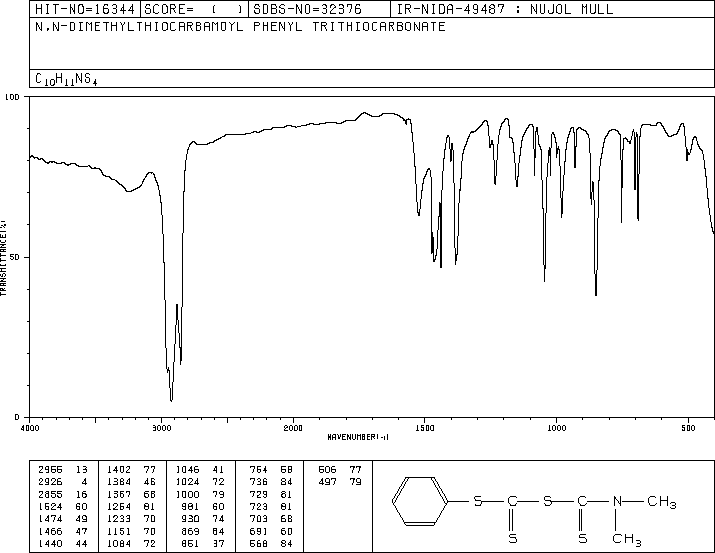 HIT-NO=16344 SCORE= ( ) SDBS-NO=32376 IR-NIDA-49487 : NUJOL MULL
N,N-DIMETHYLTHIOCARBAMOYL PHENYL TRITHIOCARBONATE
C10H11NS4
100
50
0
TRANSMITTANCE(%)
4000 3000 2000 1500 1000 500
WAVENUMBER(-1)
2955 13 1402 77 1046 41 754 58 506 77
2926 4 1384 46 1024 72 736 84 497 79
2855 16 1367 68 1000 79 729 81
1524 60 1254 81 981 60 723 81
1474 49 1233 70 930 74 703 68
1466 47 1151 70 869 64 691 60
1440 44 1084 72 851 37 568 84
S C S C N CH3
S S CH3